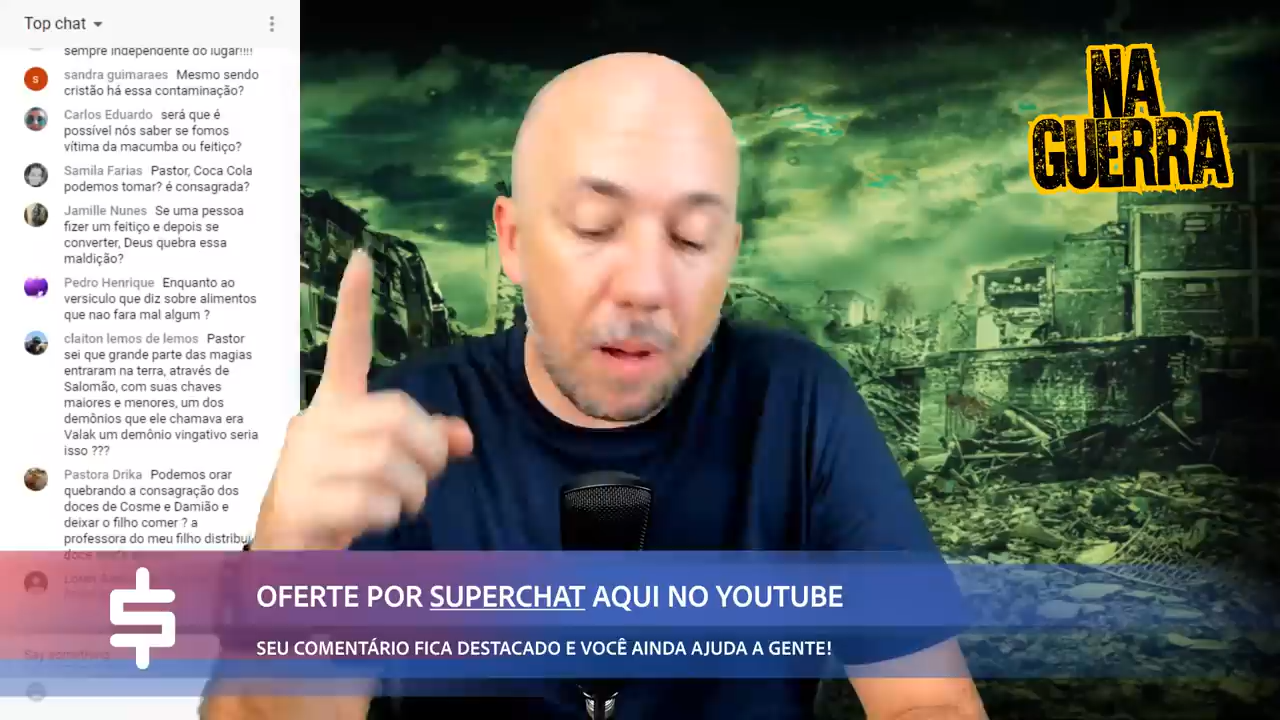 Top chat
sempre independente do lugar!!!!
sandra guimaraes Mesmo sendo
cristão há essa contaminação?
Carlos Eduardo será que é
possível nós saber se fomos
vítima da macumba ou feitiço?
Samila Farias Pastor, Coca Cola
podemos tomar? é consagrada?
Jamille Nunes Se uma pessoa
fizer um feitiço e depois se
converter, Deus quebra essa
maldição?
Pedro Henrique Enquanto ao
versiculo que diz sobre alimentos
que nao fara mal algum ?
claiton lemos de lemos Pastor
sei que grande parte das magias
entraram na terra, através de
Salomão, com suas chaves
maiores e menores, um dos
demônios que ele chamava era
Valak um demônio vingativo seria
isso ???
Pastora Drika Podemos orar
quebrando a consagração dos
doces de Cosme e Damião e
deixar o filho comer ? a
professora do meu filho distribui
Say something
NA
GUERRA
OFERTE POR SUPERCHAT AQUI NO YOUTUBE
SEU COMENTÁRIO FICA DESTACADO E VOCÊ AINDA AJUDA A GENTE!